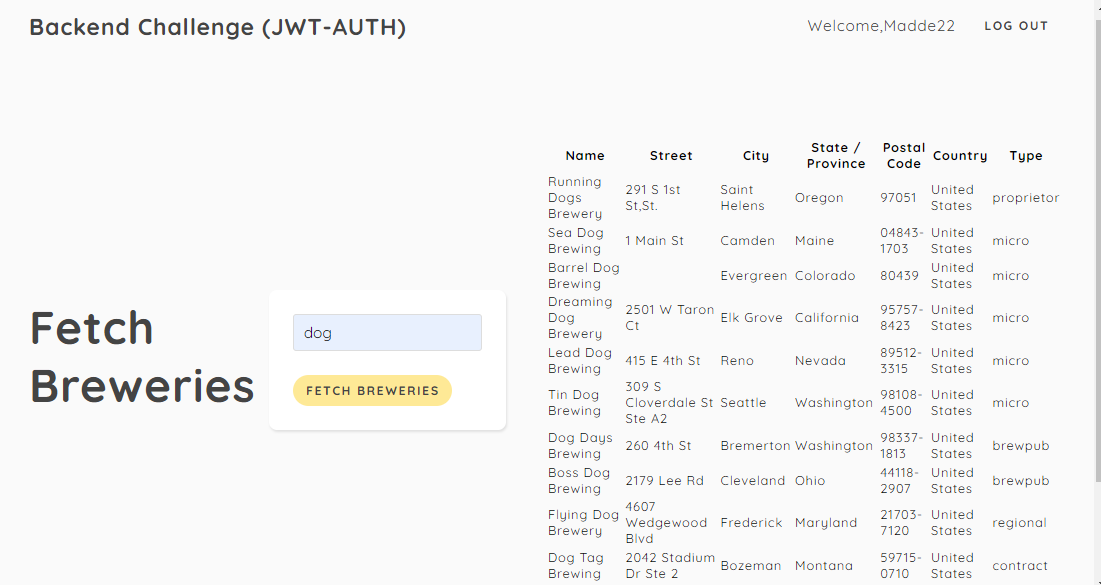 Backend Challenge (JWT-AUTH)
Welcome,Madde22 LOG OUT
Fetch
Breweries
dog
FETCH BREWERIES
Name Street City State / Province Postal Code Country Type
Running Dogs Brewery 291 S 1st St,St. Saint Helens Oregon 97051 United States proprietor
Sea Dog Brewing 1 Main St Camden Maine 04843-1703 United States micro
Barrel Dog Brewing Evergreen Colorado 80439 United States micro
Dreaming Dog Brewery 2501 W Taron Ct Elk Grove California 95757-8423 United States micro
Lead Dog Brewing 415 E 4th St Reno Nevada 89512-3315 United States micro
Tin Dog Brewing 309 S Cloverdale St Ste A2 Seattle Washington 98108-4500 United States micro
Dog Days Brewing 260 4th St Bremerton Washington 98337-1813 United States brewpub
Boss Dog Brewing 2179 Lee Rd Cleveland Ohio 44118-2907 United States brewpub
Flying Dog Brewery 4607 Wedgewood Blvd Frederick Maryland 21703-7120 United States regional
Dog Tag Brewing 2042 Stadium Dr Ste 2 Bozeman Montana 59715-0710 United States contract